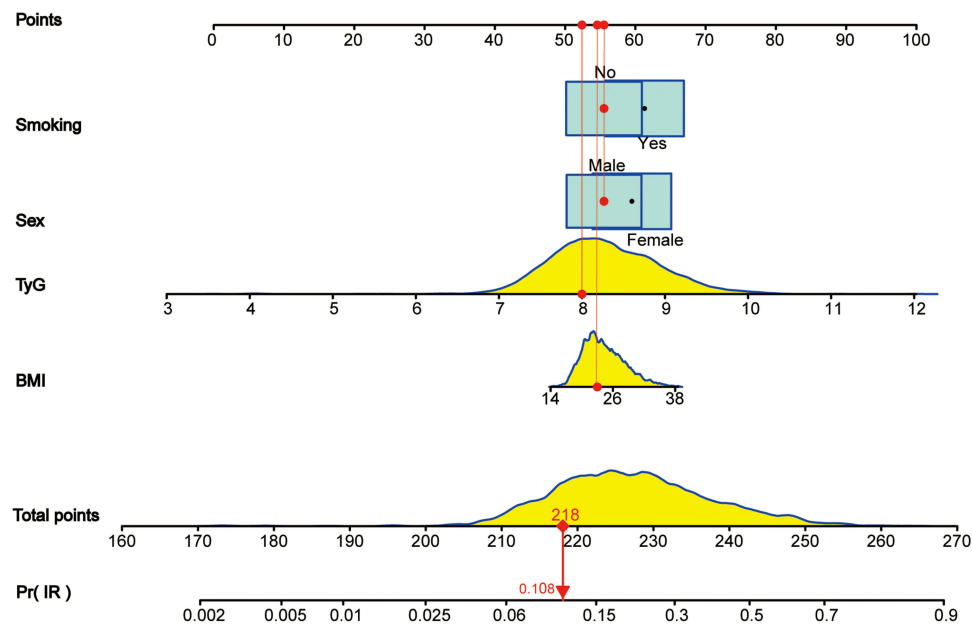 Points
0 10 20 30 40 50 60 70 80 90 100
No
Smoking
Yes
Male
Sex
Female
TyG
3 4 5 6 7 8 9 10 11 12
BMI
14 26 38
218
Total points
160 170 180 190 200 210 220 230 240 250 260 270
0.108
Pr( IR )
0.002 0.005 0.01 0.025 0.06 0.15 0.3 0.5 0.7 0.9